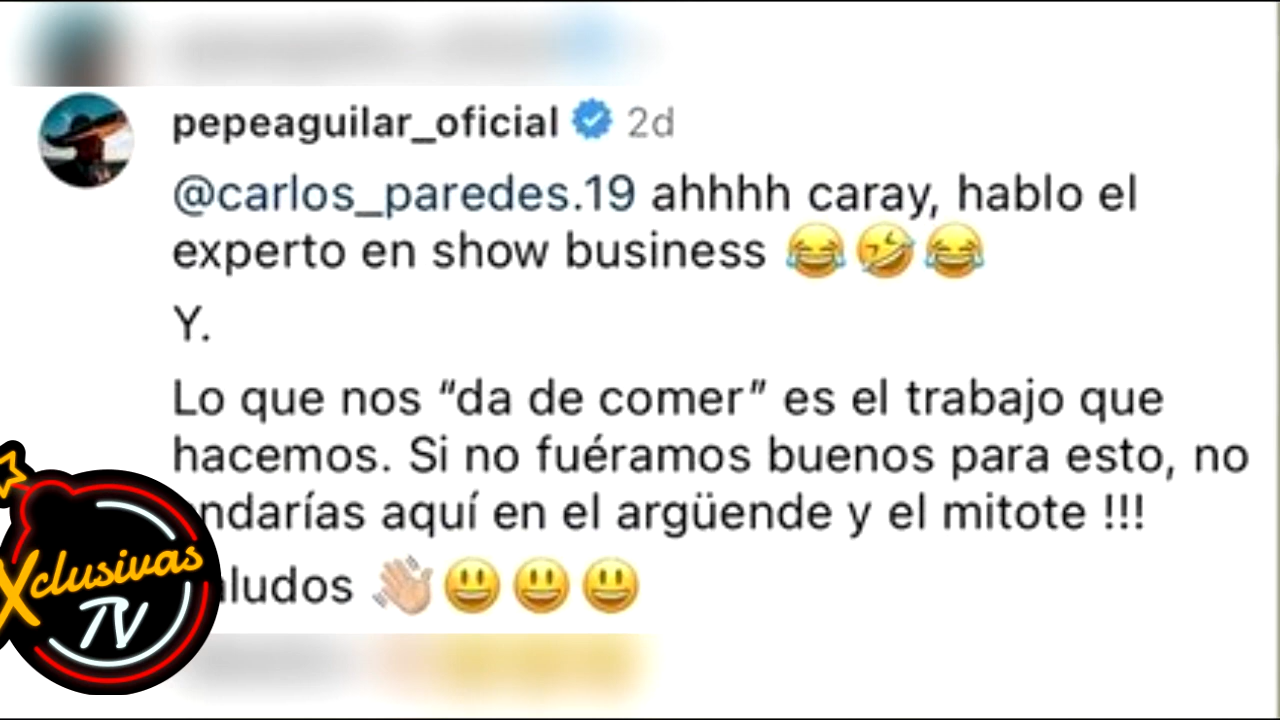 pepeaguilar_oficial 2d
@carlos_paredes.19 ahhhh caray, hablo el
experto en show business 😂🤣😂
Y.
Lo que nos “da de comer” es el trabajo que
hacemos. Si no fuéramos buenos para esto, no
ndarías aquí en el argüende y el mitote !!!
ludos 👋🏼😃😃😃
Xclusivas
TV